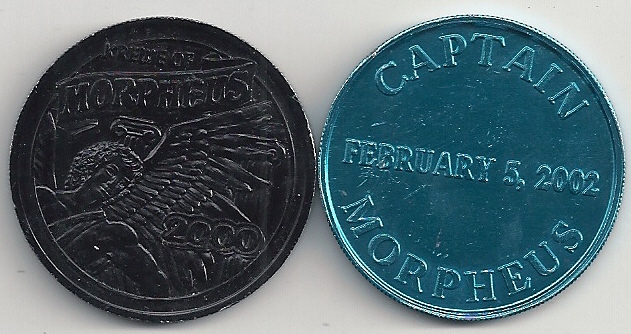 KREWE OF
MORPHEUS
2000
CAPTAIN
FEBRUARY 5, 2002
MORPHEUS